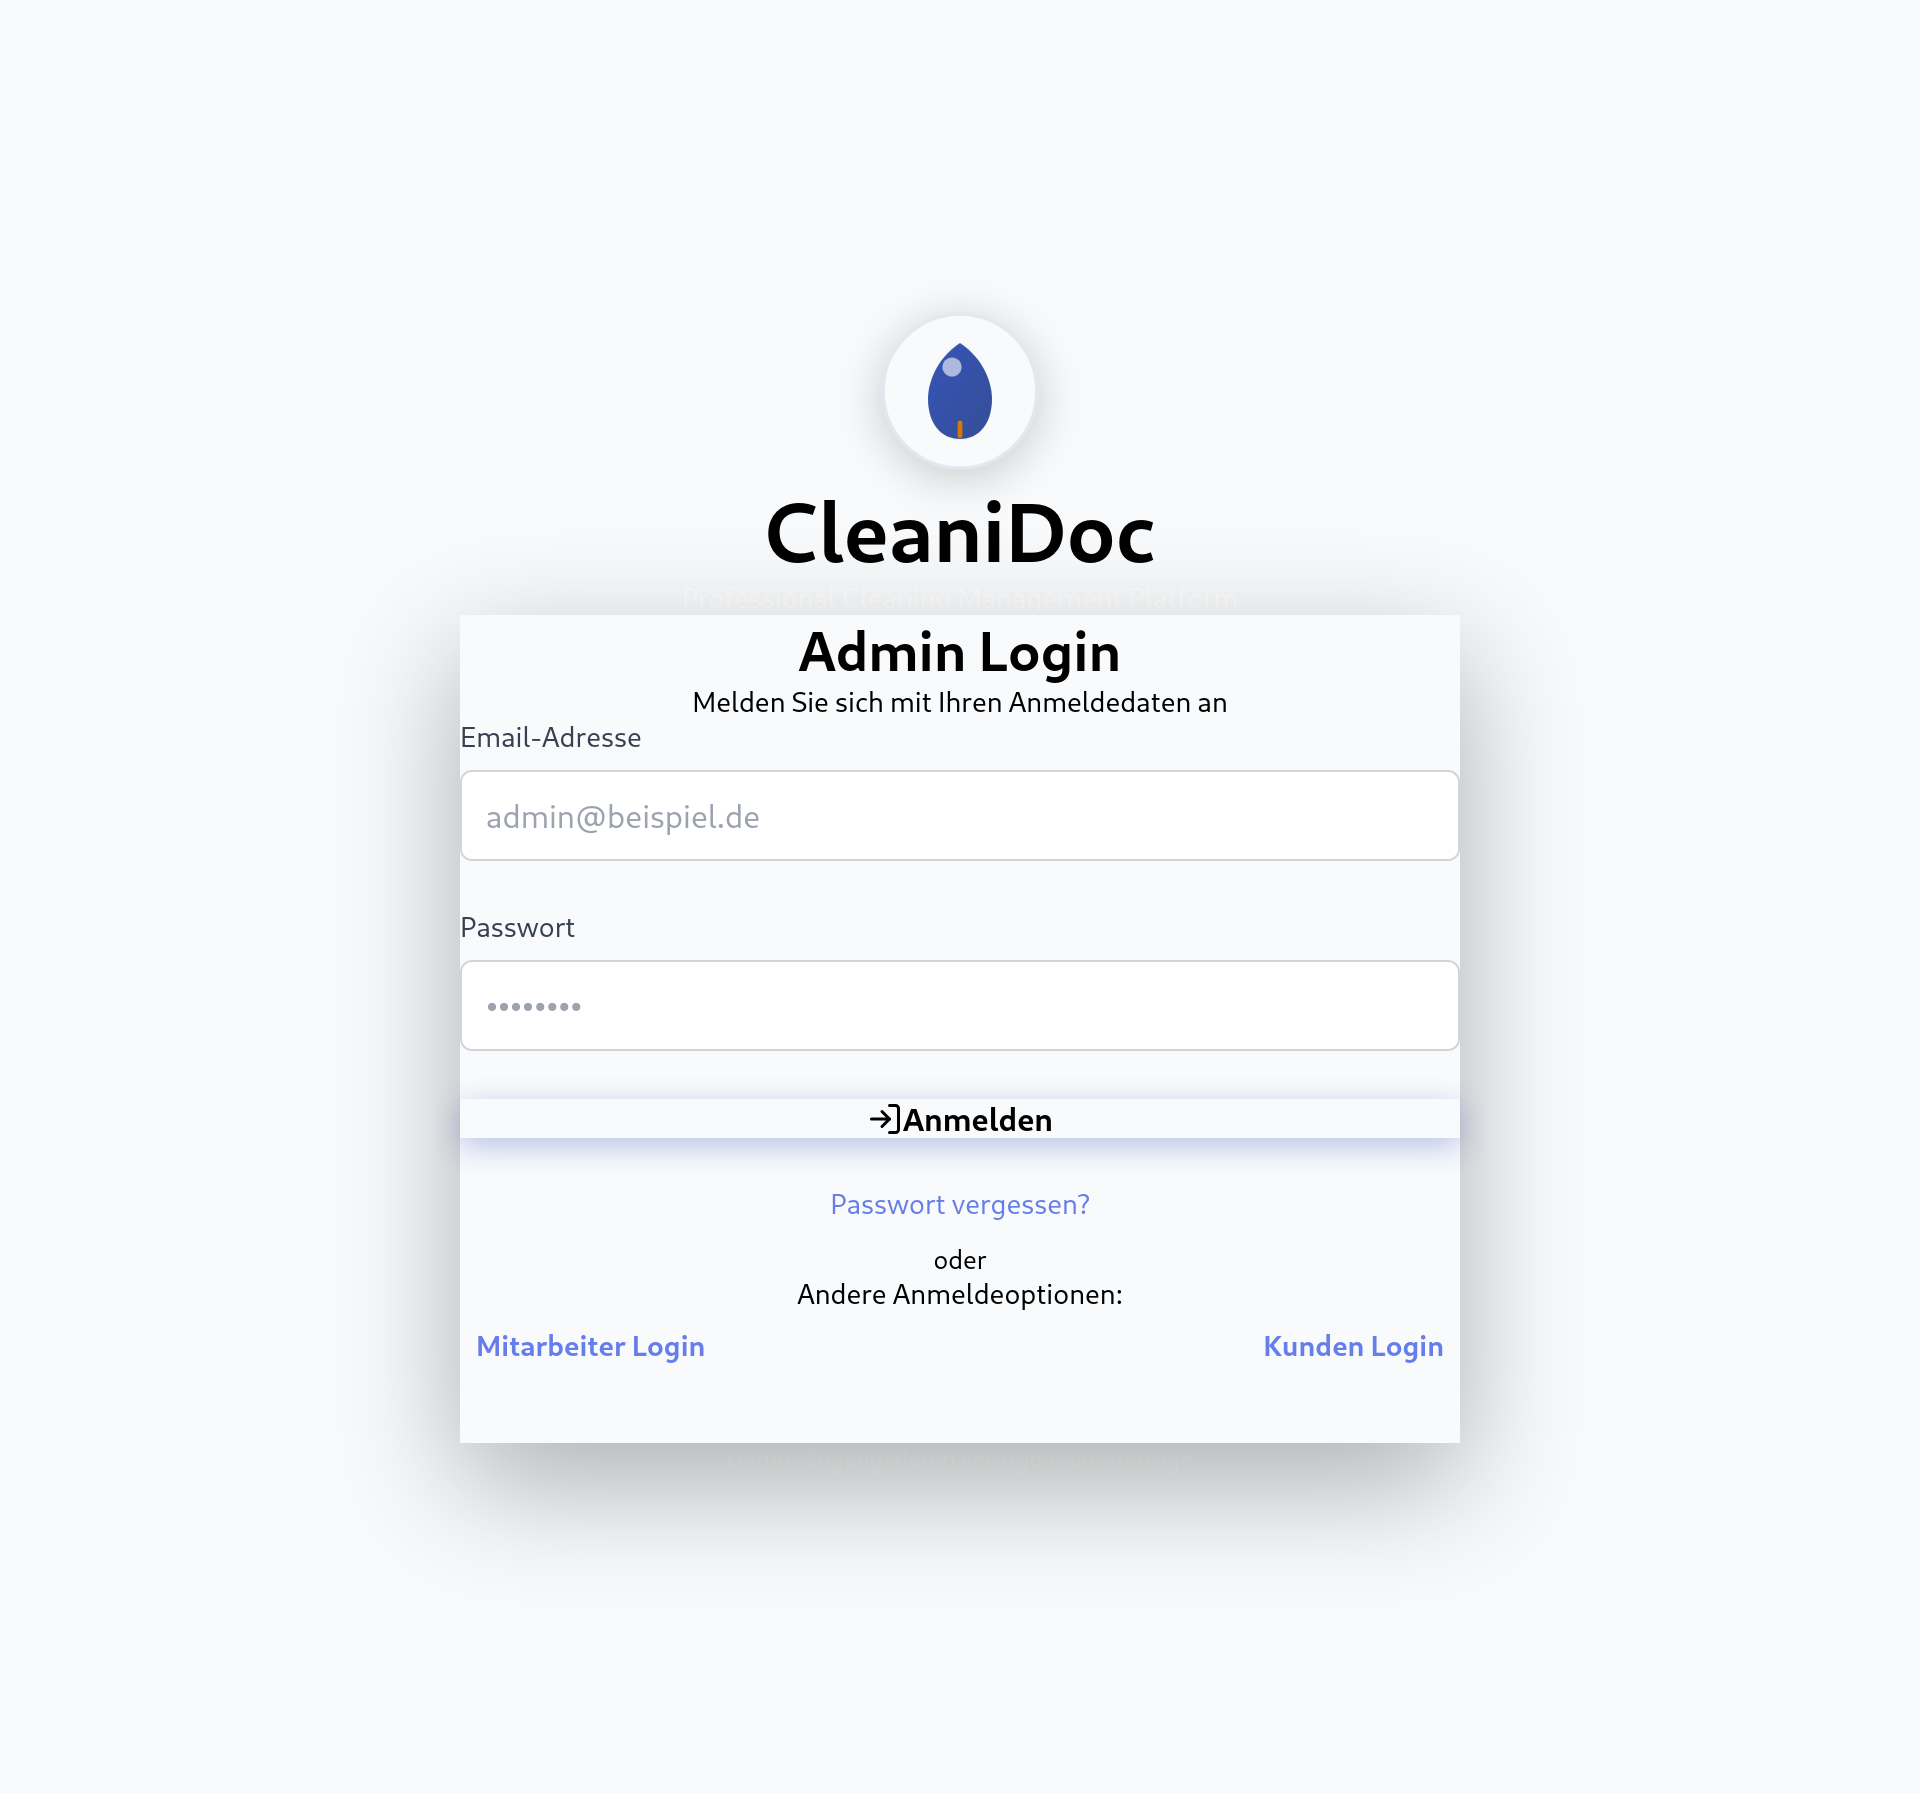 CleaniDoc
Professional Cleaning Management Platform
Admin Login
Melden Sie sich mit Ihren Anmeldedaten an
Email-Adresse
admin@beispiel.de
Passwort
••••••••
Anmelden
Passwort vergessen?
oder
Andere Anmeldeoptionen:
Mitarbeiter Login
Kunden Login